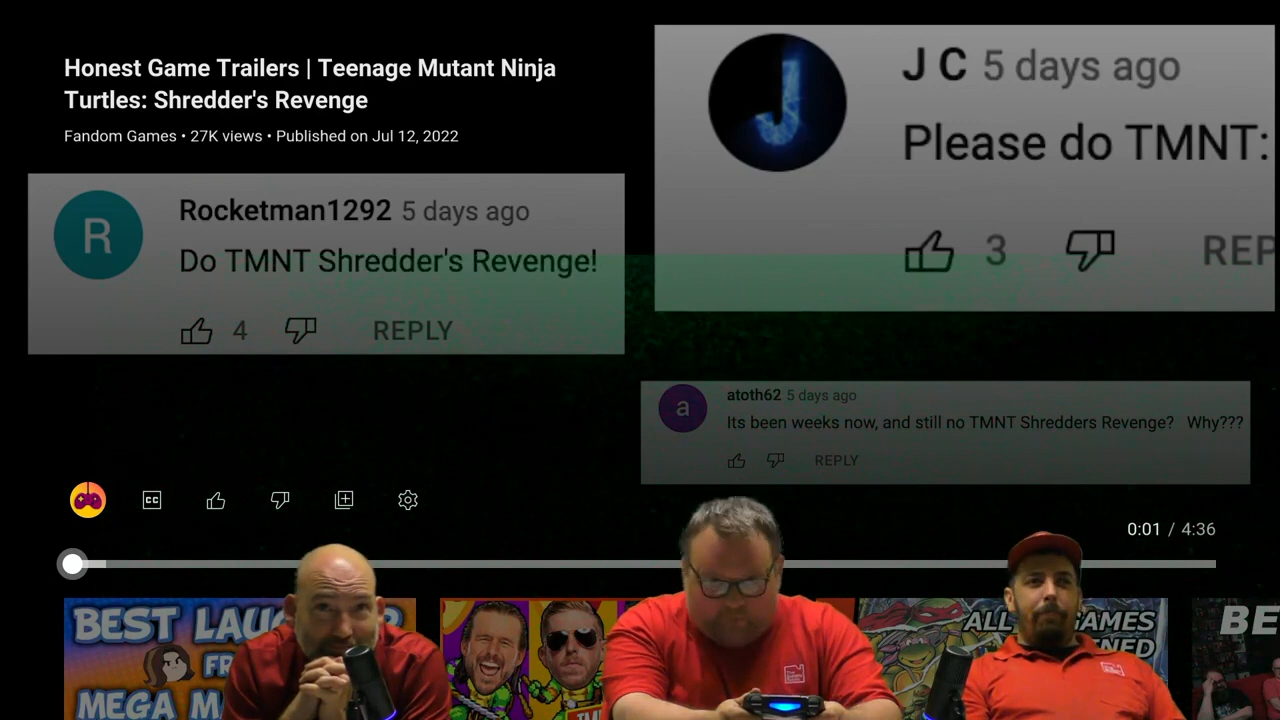 Honest Game Trailers | Teenage Mutant Ninja
Turtles: Shredder's Revenge
Fandom Games • 27K views • Published on Jul 12, 2022
J C 5 days ago
Please do TMNT:
3 REP
R
Rocketman1292 5 days ago
Do TMNT Shredder's Revenge!
4 REPLY
a
atoth62 5 days ago
Its been weeks now, and still no TMNT Shredders Revenge? Why???
REPLY
CC
0:01 / 4:36
BEST LAU
FR
MEGA M
ALL GAMES
NED
BE